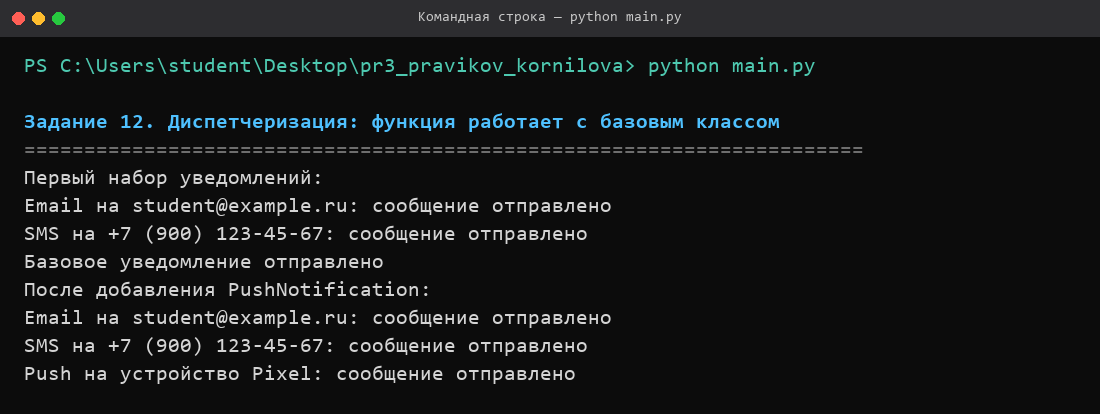 Командная строка — python main.py
PS C:\Users\student\Desktop\pr3_pravikov_kornilova> python main.py
Задание 12. Диспетчеризация: функция работает с базовым классом
======================================================================
Первый набор уведомлений:
Email на student@example.ru: сообщение отправлено
SMS на +7 (900) 123-45-67: сообщение отправлено
Базовое уведомление отправлено
После добавления PushNotification:
Email на student@example.ru: сообщение отправлено
SMS на +7 (900) 123-45-67: сообщение отправлено
Push на устройство Pixel: сообщение отправлено